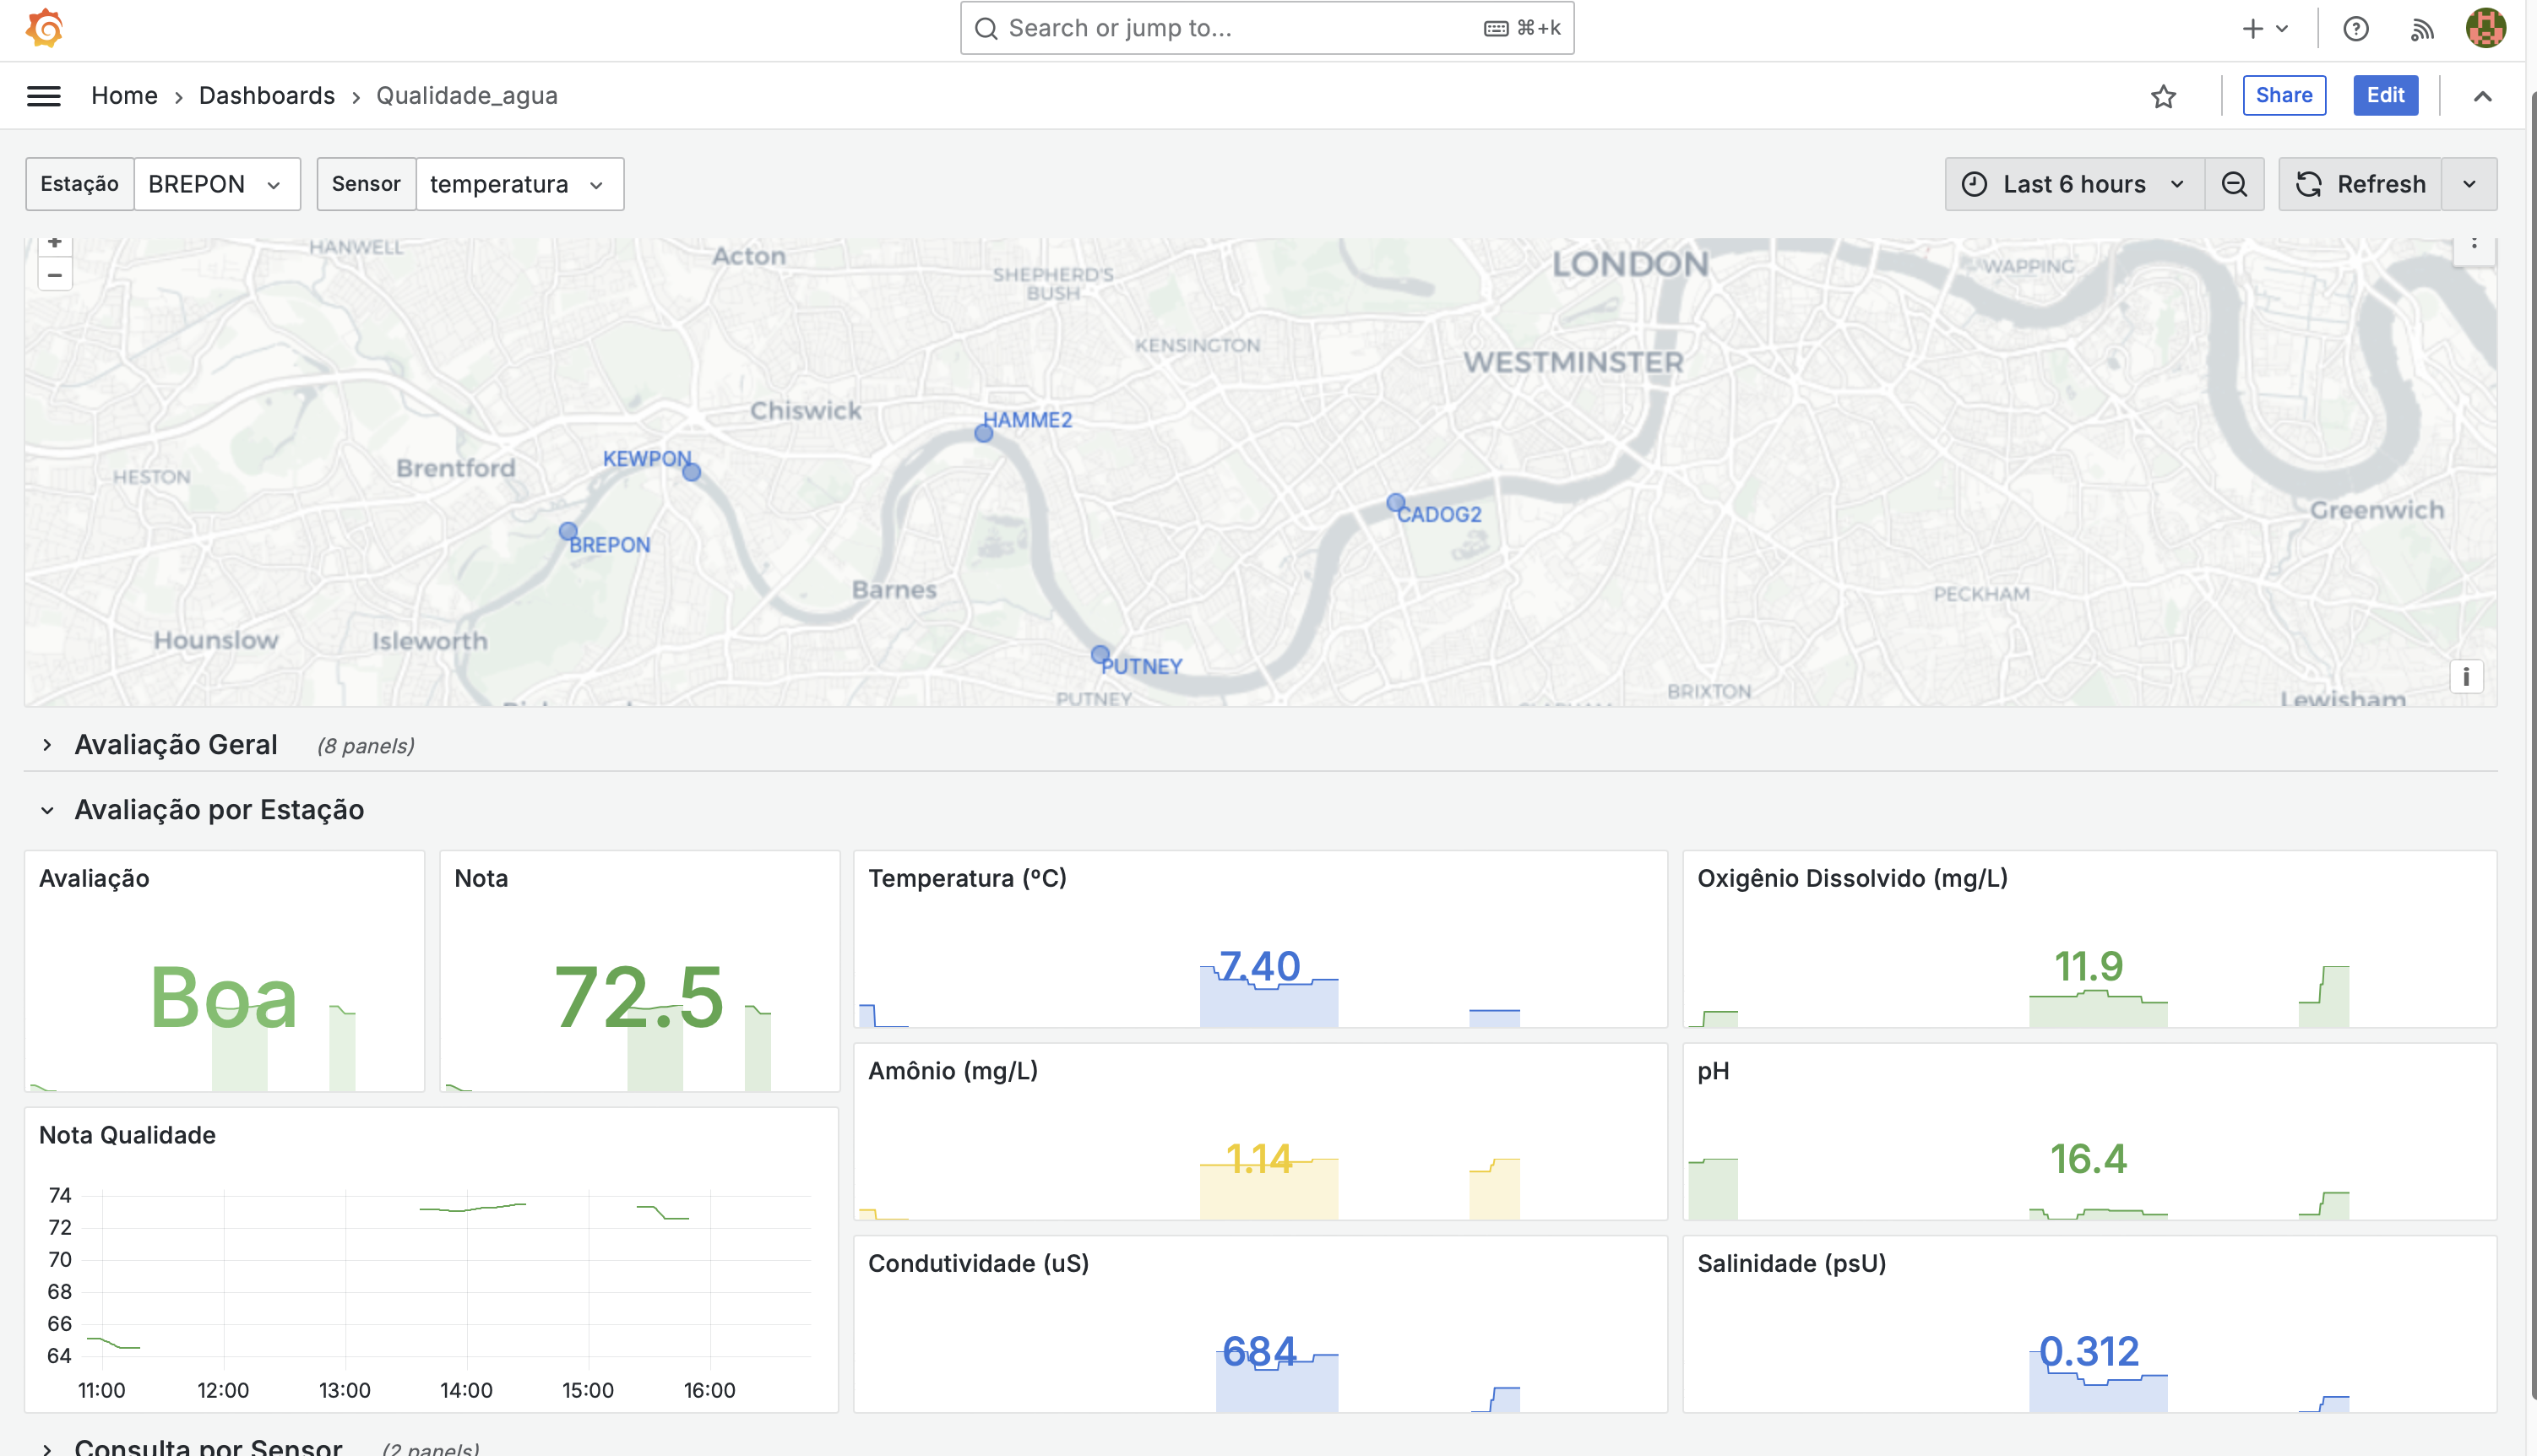 Search or jump to...
⌘+k
Home › Dashboards › Qualidade_agua
Share
Edit
Estação BREPON
Sensor temperatura
Last 6 hours
Refresh
+
−
HANWELL
Acton
SHEPHERD'S
BUSH
LONDON
WAPPING
KENSINGTON
WESTMINSTER
Chiswick
HAMME2
KEWPON
Brentford
HESTON
CADOG2
Greenwich
BREPON
Barnes
PECKHAM
Hounslow
Isleworth
PUTNEY
PUTNEY
BRIXTON
Lewisham
i
Avaliação Geral (8 panels)
Avaliação por Estação
Avaliação
Boa
Nota
72.5
Temperatura (ºC)
7.40
Oxigênio Dissolvido (mg/L)
11.9
Amônio (mg/L)
1.14
pH
16.4
Nota Qualidade
74
72
70
68
66
64
11:00 12:00 13:00 14:00 15:00 16:00
Condutividade (uS)
684
Salinidade (psU)
0.312
Consulta por Sensor (2 panels)